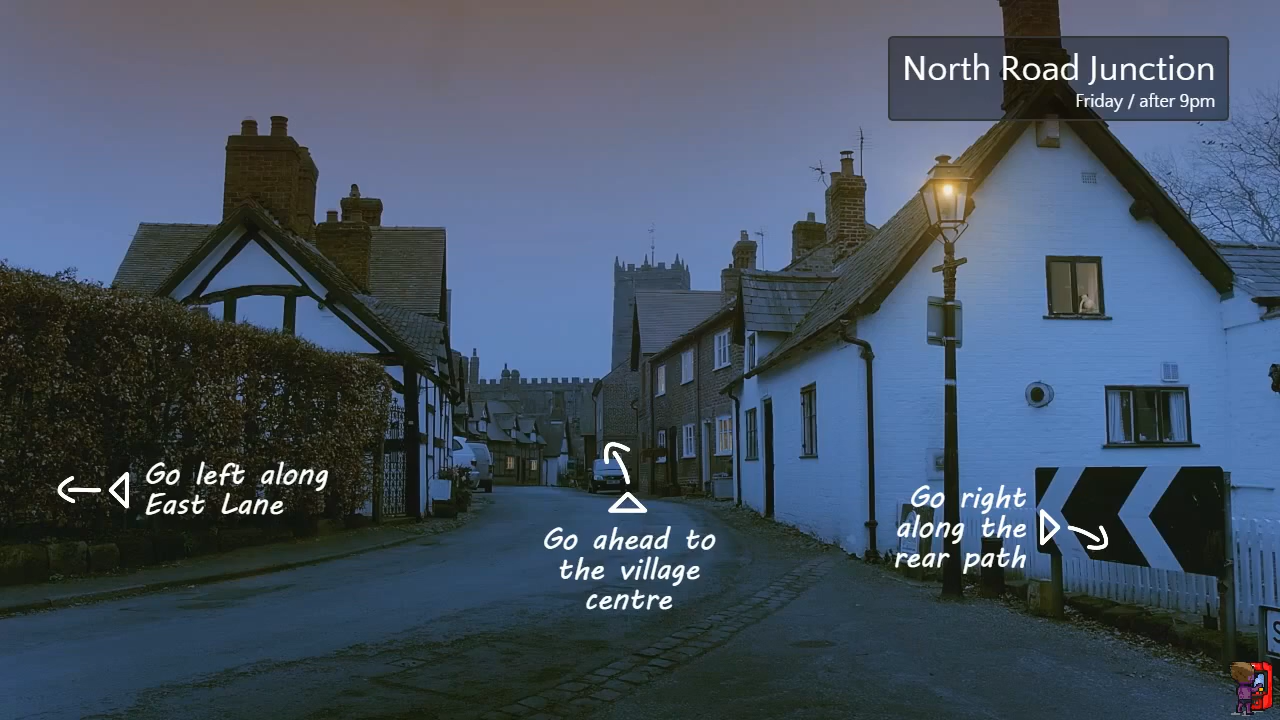 North Road Junction
Friday / after 9pm
Go left along
East Lane
Go ahead to
the village
centre
Go right
along the
rear path